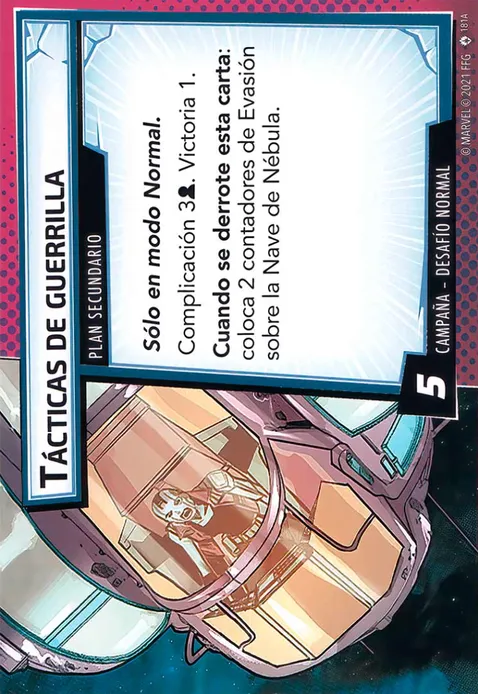 TÁCTICAS DE GUERRILLA
PLAN SECUNDARIO
Sólo en modo Normal.
Complicación 3. Victoria 1.
Cuando se derrote esta carta:
coloca 2 contadores de Evasión
sobre la Nave de Nébula.
5
CAMPAÑA – DESAFÍO NORMAL
© MARVEL © 2021 FFG 181A